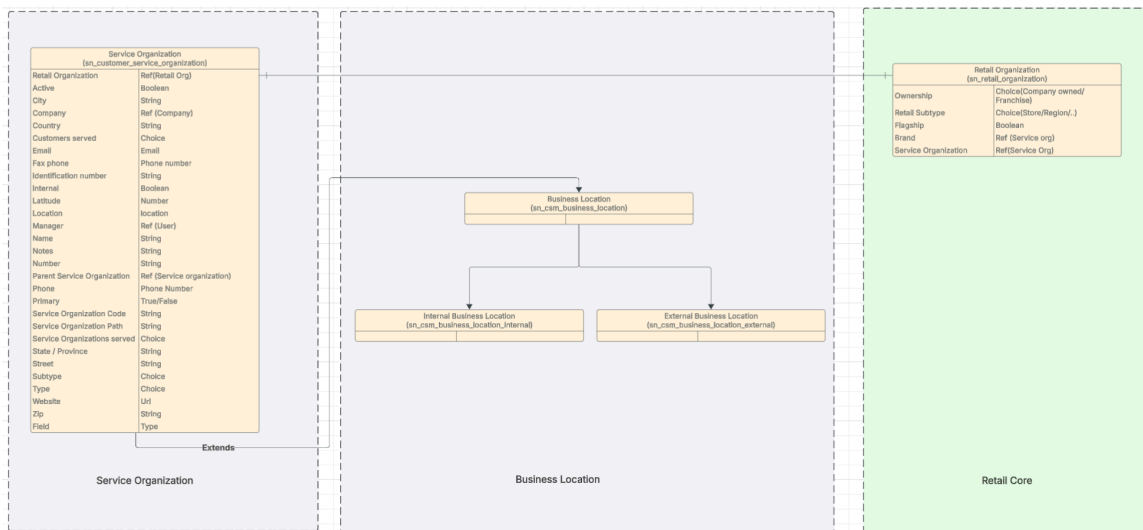 Service Organization
(sn_customer_service_organization)
Retail Organization Ref(Retail Org)
Active Boolean
City String
Company Ref (Company)
Country String
Customers served Choice
Email Email
Fax phone Phone number
Identification number String
Internal Boolean
Latitude Number
Location location
Manager Ref (User)
Name String
Notes String
Number String
Parent Service Organization Ref (Service organization)
Phone Phone Number
Primary True/False
Service Organization Code String
Service Organization Path String
Service Organizations served Choice
State / Province String
Street String
Subtype Choice
Type Choice
Website Url
Zip String
Field Type
Extends
Service Organization
Business Location
(sn_csm_business_location)
Internal Business Location
(sn_csm_business_location_internal)
External Business Location
(sn_csm_business_location_external)
Business Location
Retail Organization
(sn_retail_organization)
Ownership Choice(Company owned/
Franchise)
Retail Subtype Choice(Store/Region/..)
Flagship Boolean
Brand Ref (Service org)
Service Organization Ref(Service Org)
Retail Core